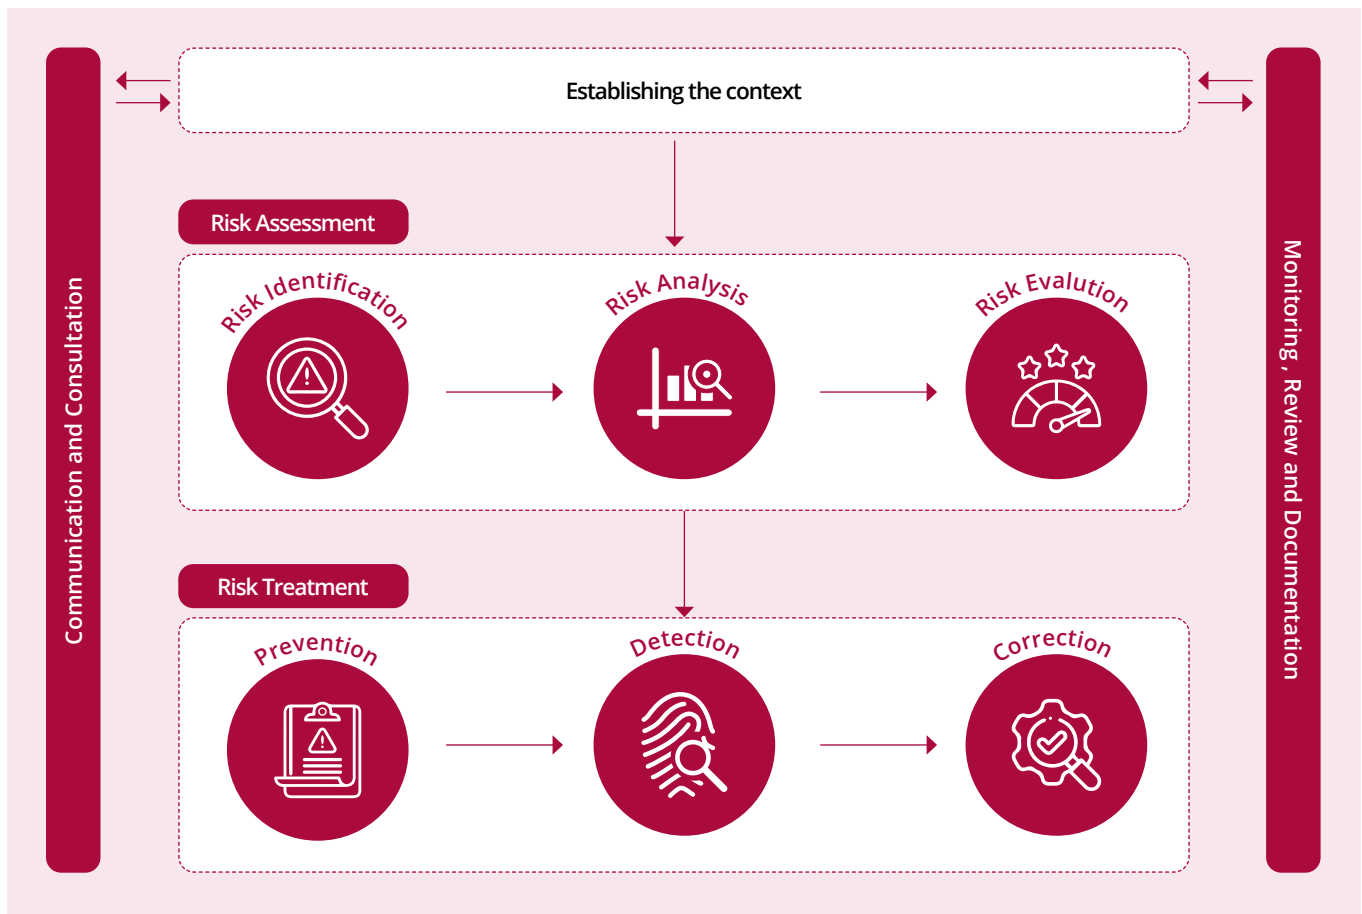 Establishing the context
Communication and Consultation
Monitoring , Review and Documentation
Risk Assessment
Risk Identification
Risk Analysis
Risk Evalution
Risk Treatment
Prevention
Detection
Correction